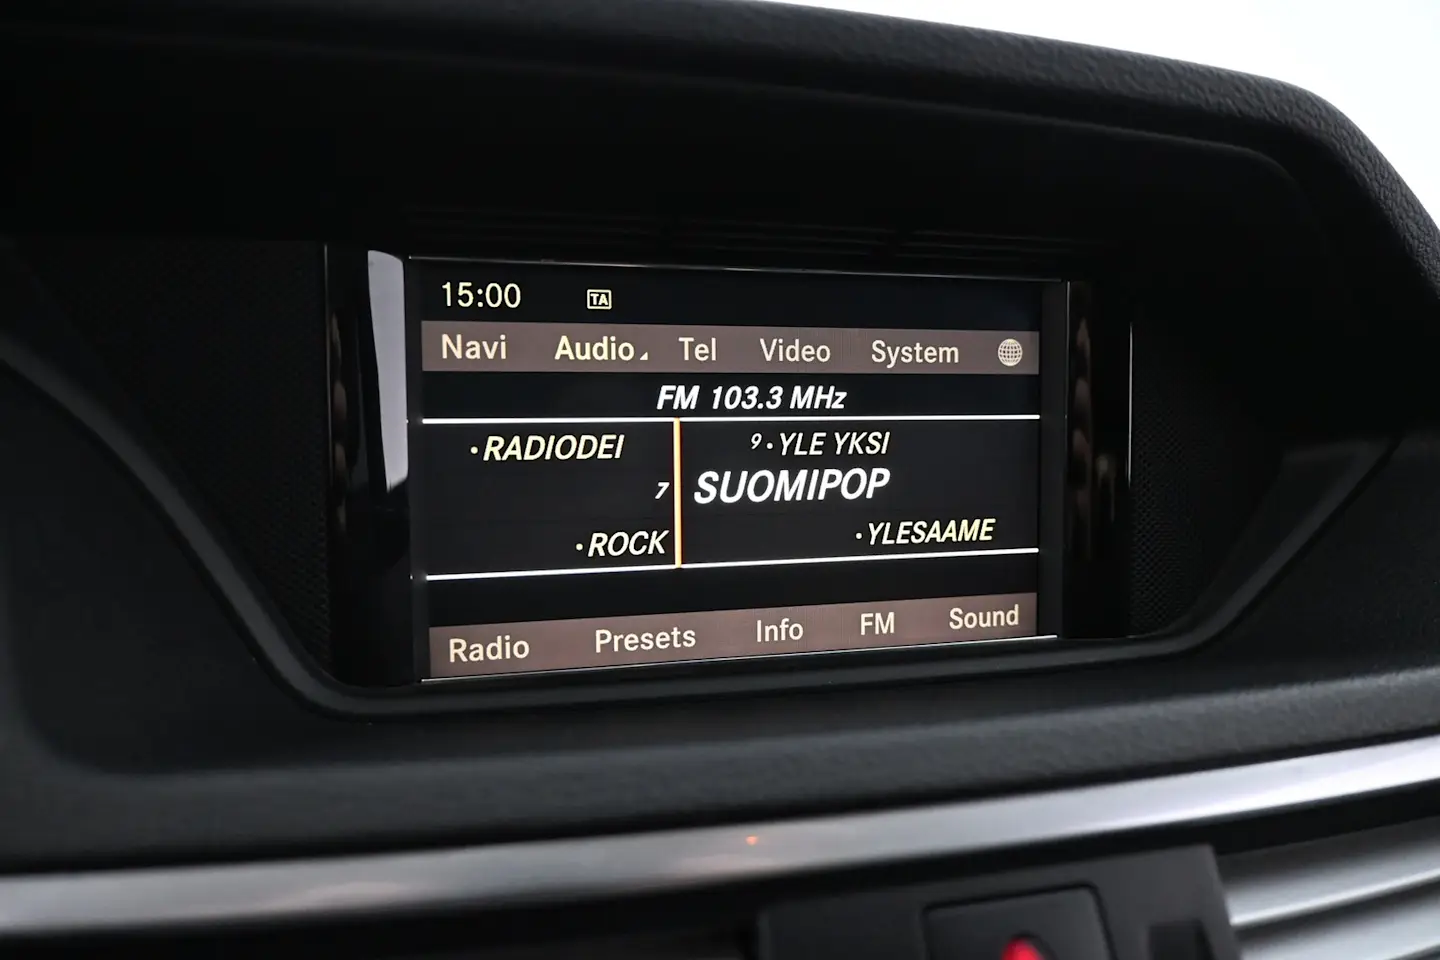 15:00 TA
Navi Audio Tel Video System
FM 103.3 MHz
·RADIODEI 9·YLE YKSI
7 SUOMIPOP
·ROCK ·YLESAAME
Radio Presets Info FM Sound